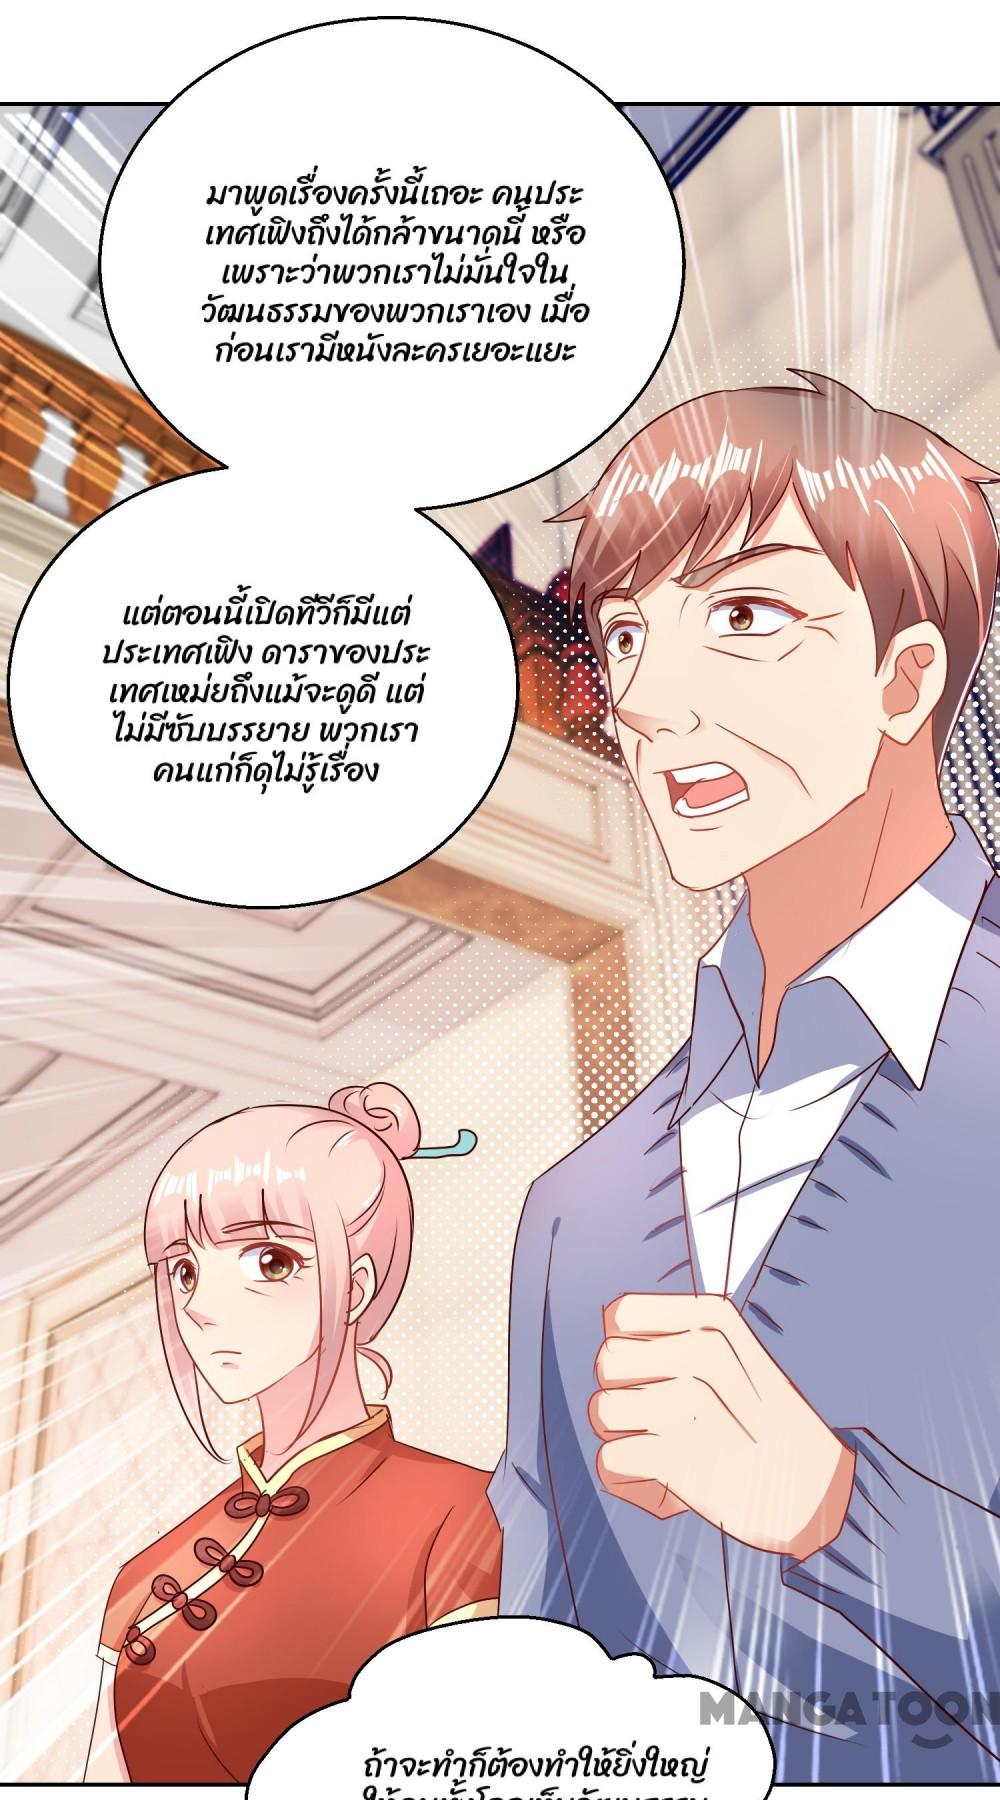 มาพูดเรื่องครั้งนี้เถอะ คนประ
เทศเฟิงถึงได้กล้าขนาดนี้ หรือ
เพราะว่าพวกเราไม่มั่นใจใน
วัฒนธรรมของพวกเราเอง เมื่อ
ก่อนเรามีหนังละครเยอะแยะ
แต่ตอนนี้เปิดทีวีก็มีแต่
ประเทศเฟิง ดาราของประ
เทศเหม่ยถึงแม้จะดูดี แต่
ไม่มีซับบรรยาย พวกเรา
คนแก่ก็ดุไม่รู้เรื่อง
MANGATOON
ถ้าจะทำก็ต้องทำให้ยิ่งใหญ่